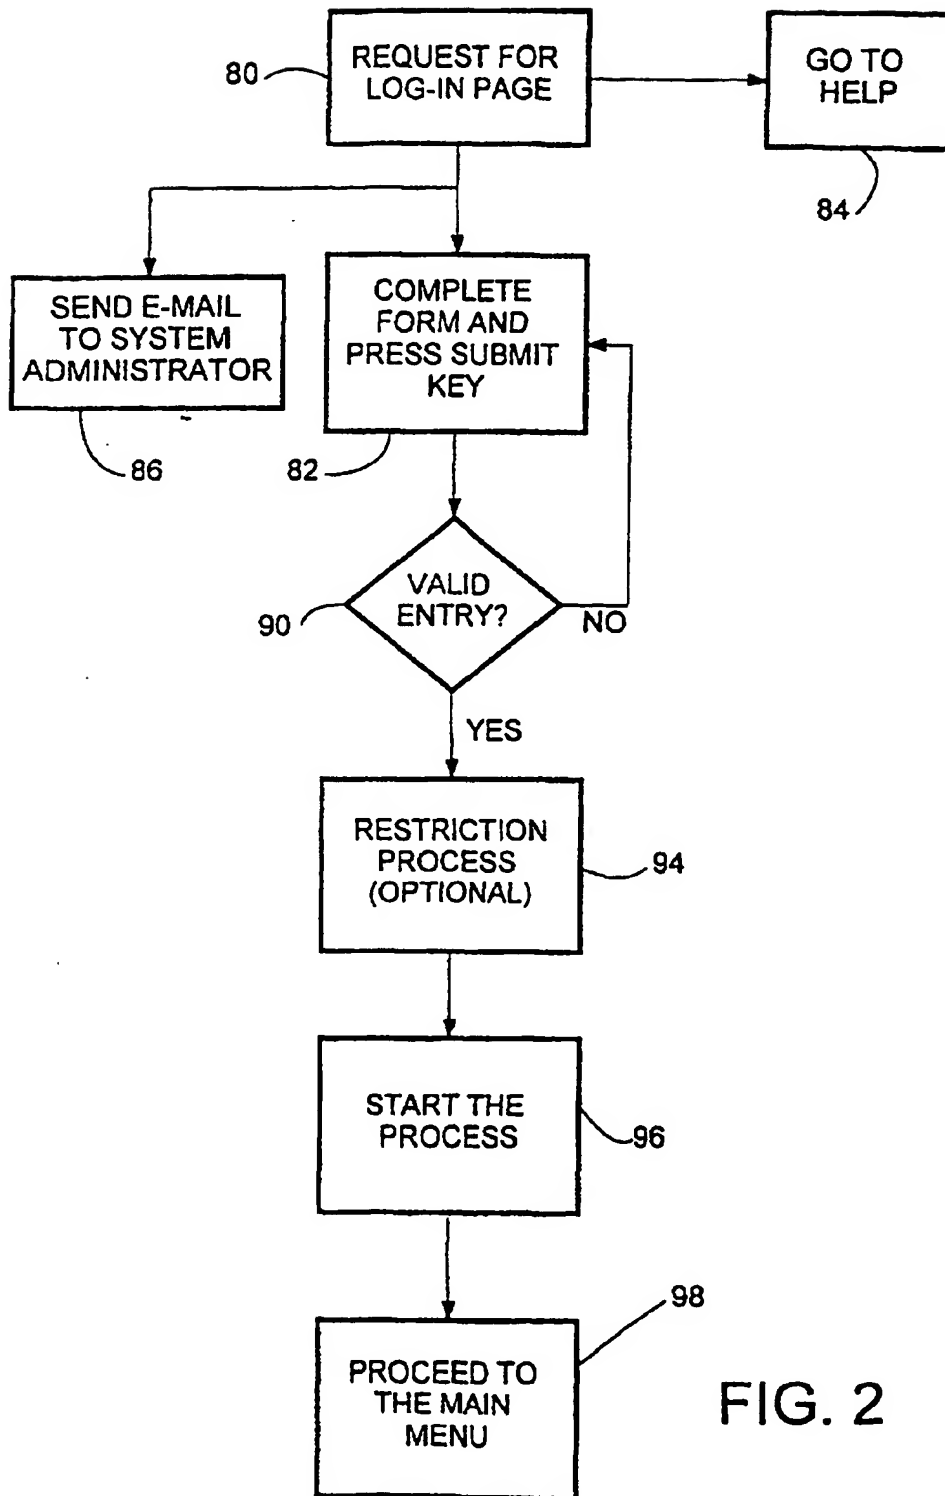 80
REQUEST FOR
LOG-IN PAGE
GO TO
HELP
84
SEND E-MAIL
TO SYSTEM
ADMINISTRATOR
86
COMPLETE
FORM AND
PRESS SUBMIT
KEY
82
90
VALID
ENTRY?
NO
YES
RESTRICTION
PROCESS
(OPTIONAL)
94
START THE
PROCESS
96
98
PROCEED TO
THE MAIN
MENU
FIG. 2